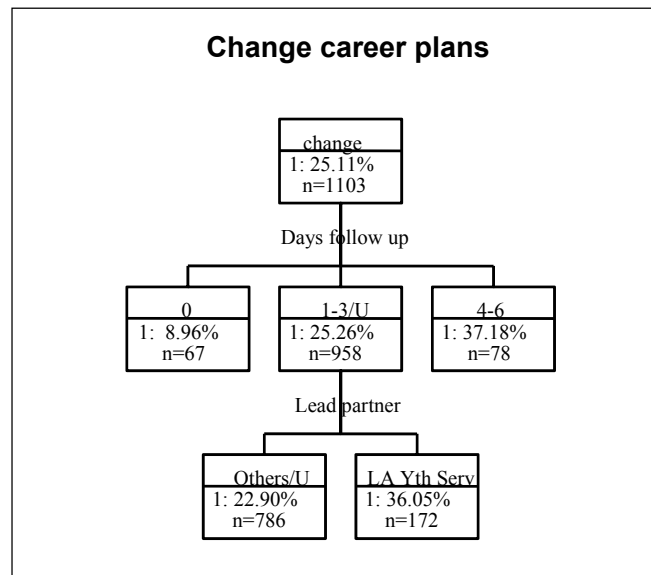 Change career plans
change
1: 25.11%
n=1103
Days follow up
0
1: 8.96%
n=67
1-3/U
1: 25.26%
n=958
4-6
1: 37.18%
n=78
Lead partner
Others/U
1: 22.90%
n=786
LA Yth Serv
1: 36.05%
n=172